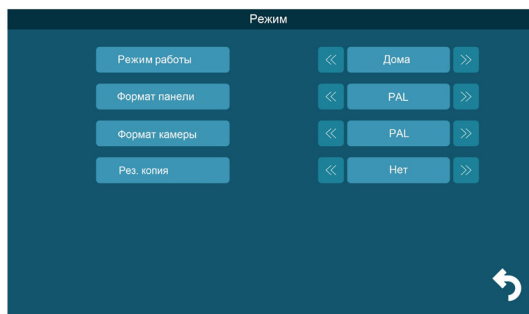 Режим
Режим работы « Дома »
Формат панели « PAL »
Формат камеры « PAL »
Рез. копия « Нет »